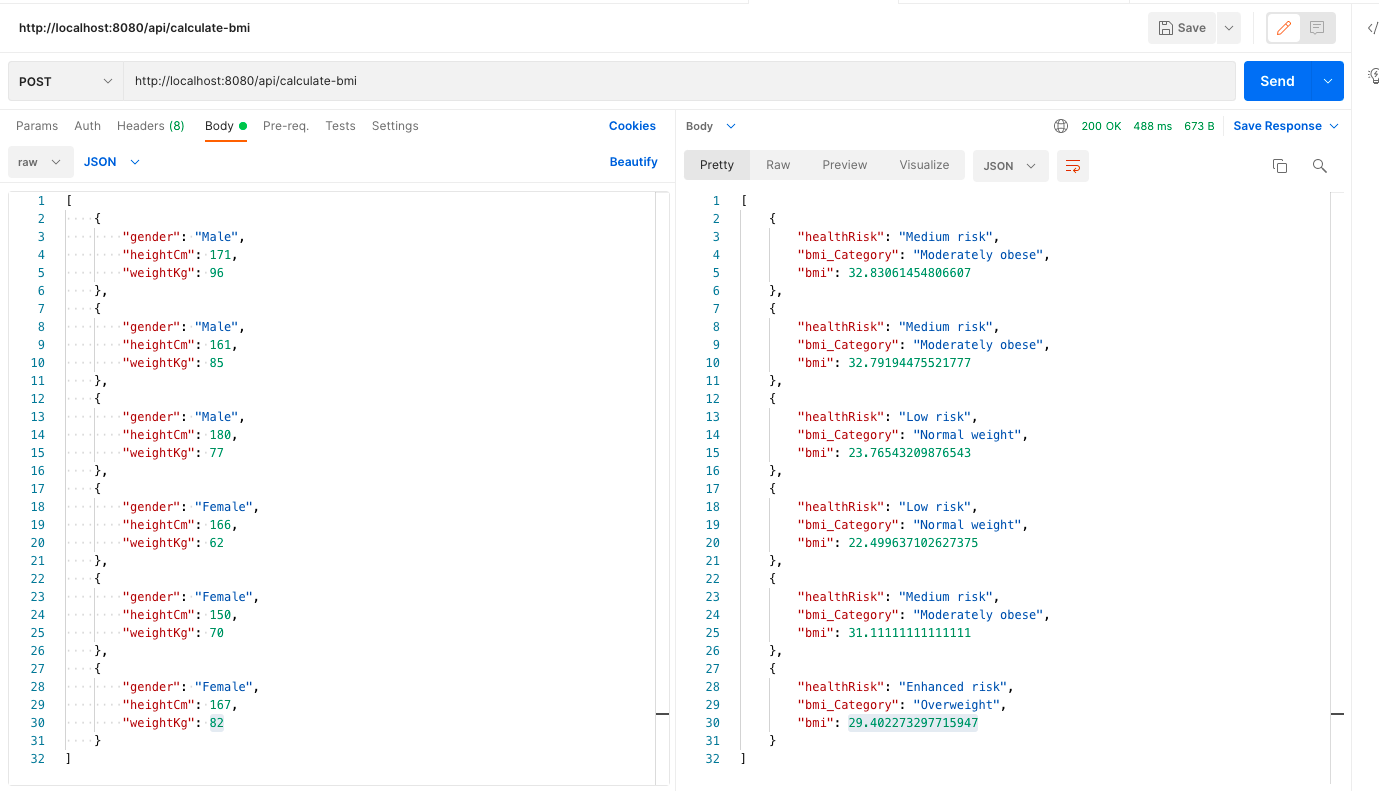 http://localhost:8080/api/calculate-bmi
Save
POST
http://localhost:8080/api/calculate-bmi
Send
Params Auth Headers (8) Body Pre-req. Tests Settings Cookies
raw JSON Beautify
1 [
2 {
3 "gender": "Male",
4 "heightCm": 171,
5 "weightKg": 96
6 },
7 {
8 "gender": "Male",
9 "heightCm": 161,
10 "weightKg": 85
11 },
12 {
13 "gender": "Male",
14 "heightCm": 180,
15 "weightKg": 77
16 },
17 {
18 "gender": "Female",
19 "heightCm": 166,
20 "weightKg": 62
21 },
22 {
23 "gender": "Female",
24 "heightCm": 150,
25 "weightKg": 70
26 },
27 {
28 "gender": "Female",
29 "heightCm": 167,
30 "weightKg": 82
31 }
32 ]
Body 200 OK 488 ms 673 B Save Response
Pretty Raw Preview Visualize JSON
1 [
2 {
3 "healthRisk": "Medium risk",
4 "bmi_Category": "Moderately obese",
5 "bmi": 32.83061454806607
6 },
7 {
8 "healthRisk": "Medium risk",
9 "bmi_Category": "Moderately obese",
10 "bmi": 32.79194475521777
11 },
12 {
13 "healthRisk": "Low risk",
14 "bmi_Category": "Normal weight",
15 "bmi": 23.76543209876543
16 },
17 {
18 "healthRisk": "Low risk",
19 "bmi_Category": "Normal weight",
20 "bmi": 22.499637102627375
21 },
22 {
23 "healthRisk": "Medium risk",
24 "bmi_Category": "Moderately obese",
25 "bmi": 31.11111111111111
26 },
27 {
28 "healthRisk": "Enhanced risk",
29 "bmi_Category": "Overweight",
30 "bmi": 29.402273297715947
31 }
32 ]